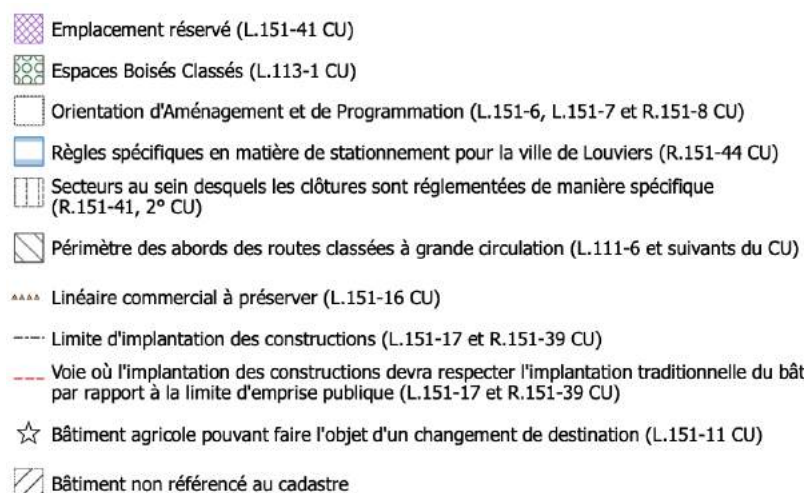 Emplacement réservé (L.151-41 CU)
Espaces Boisés Classés (L.113-1 CU)
Orientation d'Aménagement et de Programmation (L.151-6, L.151-7 et R.151-8 CU)
Règles spécifiques en matière de stationnement pour la ville de Louviers (R.151-44 CU)
Secteurs au sein desquels les clôtures sont réglementées de manière spécifique
(R.151-41, 2° CU)
Périmètre des abords des routes classées à grande circulation (L.111-6 et suivants du CU)
Linéaire commercial à préserver (L.151-16 CU)
Limite d'implantation des constructions (L.151-17 et R.151-39 CU)
Voie où l'implantation des constructions devra respecter l'implantation traditionnelle du bât
par rapport à la limite d'emprise publique (L.151-17 et R.151-39 CU)
Bâtiment agricole pouvant faire l'objet d'un changement de destination (L.151-11 CU)
Bâtiment non référencé au cadastre